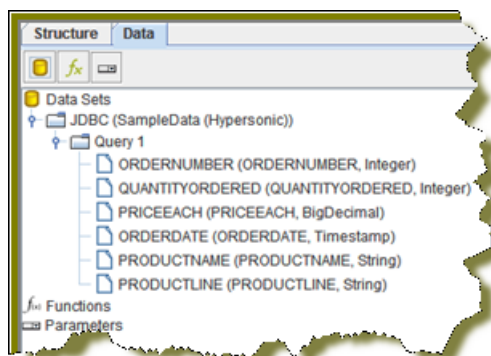 Structure Data
fx
Data Sets
JDBC (SampleData (Hypersonic))
Query 1
ORDERNUMBER (ORDERNUMBER, Integer)
QUANTITYORDERED (QUANTITYORDERED, Integer)
PRICEEACH (PRICEEACH, BigDecimal)
ORDERDATE (ORDERDATE, Timestamp)
PRODUCTNAME (PRODUCTNAME, String)
PRODUCTLINE (PRODUCTLINE, String)
Functions
Parameters